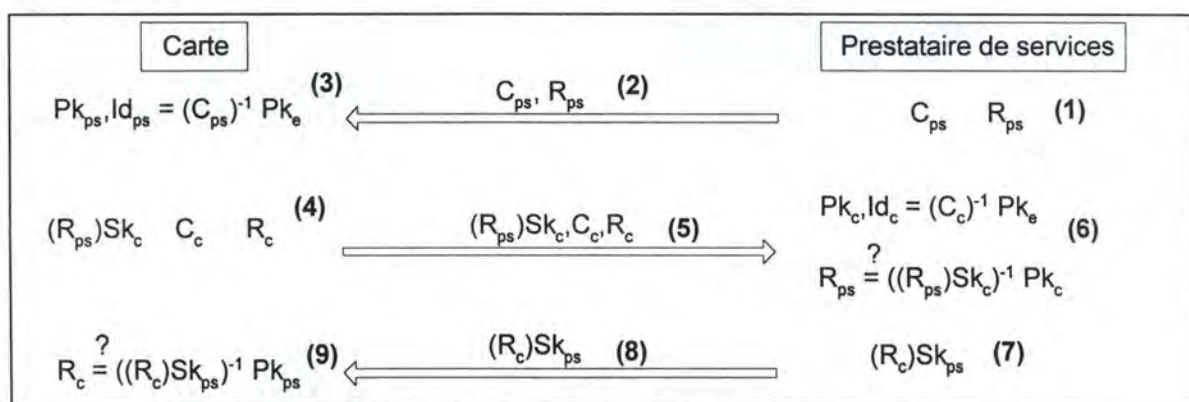 Carte
Prestataire de services
Pk_ps,Id_ps = (C_ps)^-1 Pk_e (3)
C_ps, R_ps (2)
C_ps R_ps (1)
(R_ps)Sk_c C_c R_c (4)
(R_ps)Sk_c,C_c,R_c (5)
Pk_c,Id_c = (C_c)^-1 Pk_e
(6)
?
R_ps = ((R_ps)Sk_c)^-1 Pk_c
?
R_c = ((R_c)Sk_ps)^-1 Pk_ps (9)
(R_c)Sk_ps (8)
(R_c)Sk_ps (7)